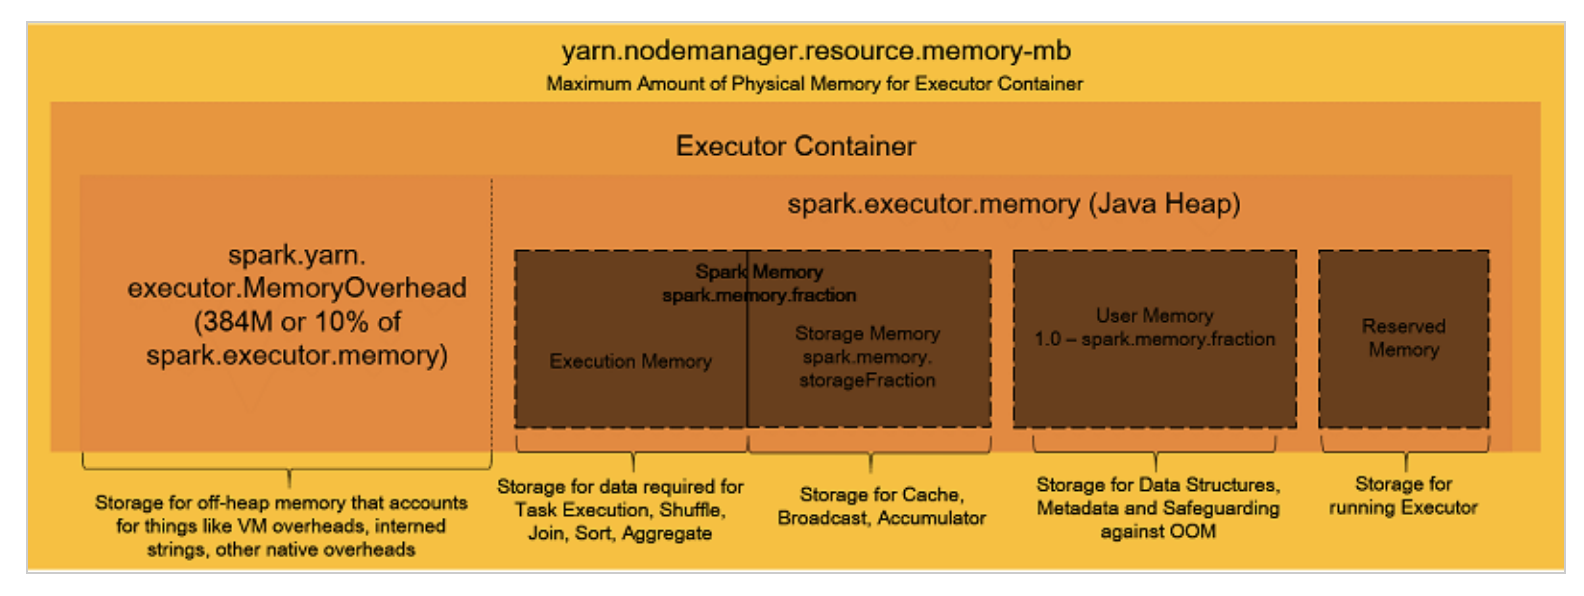 yarn.nodemanager.resource.memory-mb
Maximum Amount of Physical Memory for Executor Container
Executor Container
spark.executor.memory (Java Heap)
spark.yarn.
executor.MemoryOverhead
(384M or 10% of
spark.executor.memory)
Spark Memory
spark.memory.fraction
Execution Memory
Storage Memory
spark.memory.
storageFraction
User Memory
1.0 – spark.memory.fraction
Reserved
Memory
Storage for off-heap memory that accounts
for things like VM overheads, interned
strings, other native overheads
Storage for data required for
Task Execution, Shuffle,
Join, Sort, Aggregate
Storage for Cache,
Broadcast, Accumulator
Storage for Data Structures,
Metadata and Safeguarding
against OOM
Storage for
running Executor